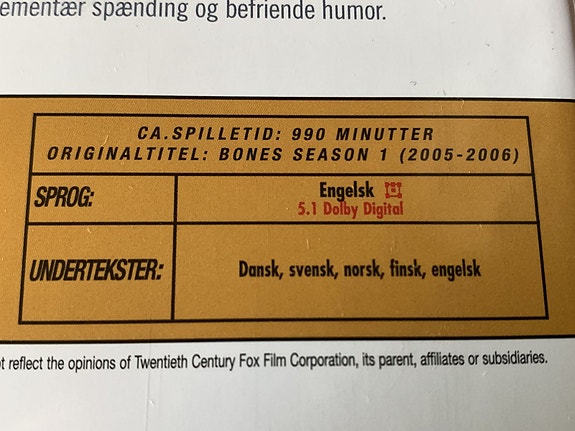 spænding og befriende humor.
CA.SPILLETID: 990 MINUTTER
ORIGINALTITEL: BONES SEASON 1 (2005-2006)
SPROG:
Engelsk
5.1 Dolby Digital
UNDERTEKSTER:
Dansk, svensk, norsk, finsk, engelsk
reflect the opinions of Twentieth Century Fox Film Corporation, its parent, affiliates or subsidiaries.